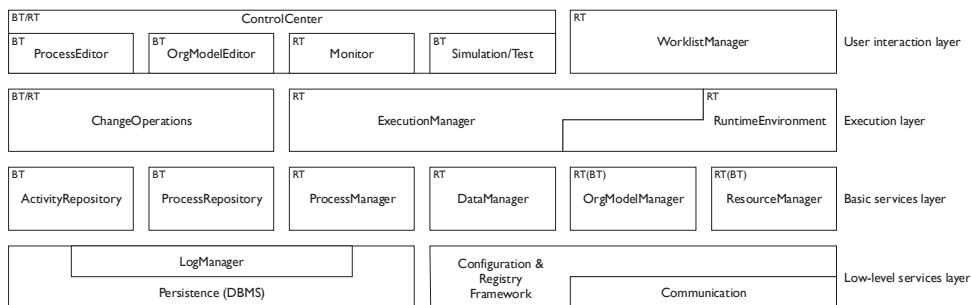 BT/RT ControlCenter RT
BT BT RT BT WorklistManager User interaction layer
ProcessEditor OrgModelEditor Monitor Simulation/Test
BT/RT RT RT
ChangeOperations ExecutionManager RuntimeEnvironment Execution layer
BT BT RT RT RT(BT) RT(BT)
ActivityRepository ProcessRepository ProcessManager DataManager OrgModelManager ResourceManager Basic services layer
LogManager Configuration &
Registry Low-level services layer
Persistence (DBMS) Framework Communication